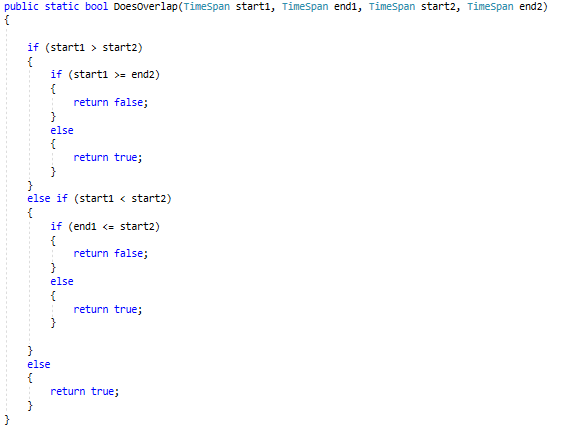 public static bool DoesOverlap(TimeSpan start1, TimeSpan end1, TimeSpan start2, TimeSpan end2)
{
if (start1 > start2)
{
if (start1 >= end2)
{
return false;
}
else
{
return true;
}
}
else if (start1 < start2)
{
if (end1 <= start2)
{
return false;
}
else
{
return true;
}
}
else
{
return true;
}
}